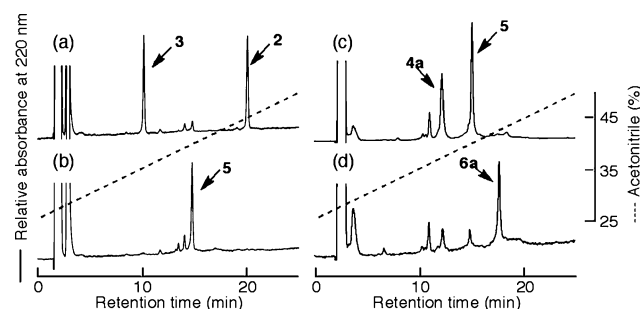 (a)
3
2
(b)
5
(c)
4a
5
(d)
6a
Relative absorbance at 220 nm
0
10
20
Retention time (min)
0
10
20
Retention time (min)
45
35
25
Acetonitrile (%)